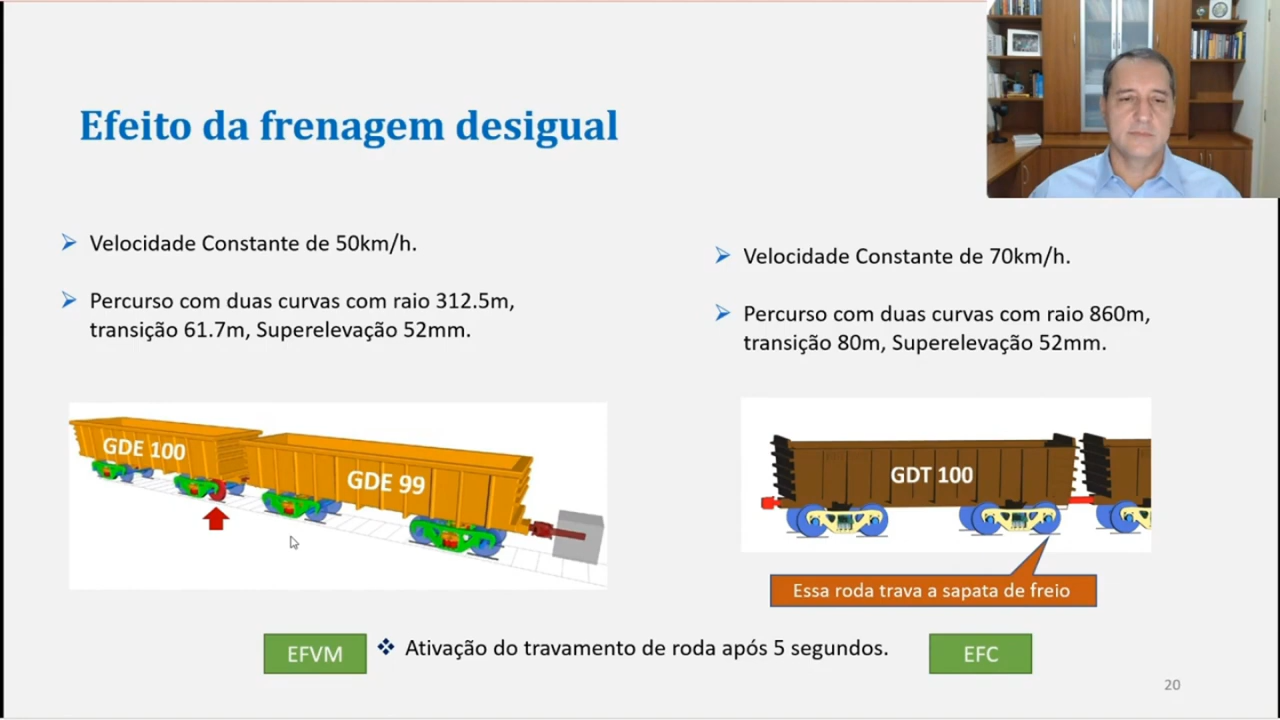 Efeito da frenagem desigual
Velocidade Constante de 50km/h.
Percurso com duas curvas com raio 312.5m,
transição 61.7m, Superelevação 52mm.
Velocidade Constante de 70km/h.
Percurso com duas curvas com raio 860m,
transição 80m, Superelevação 52mm.
GDE 100
GDE 99
GDT 100
Essa roda trava a sapata de freio
EFVM
Ativação do travamento de roda após 5 segundos.
EFC
20